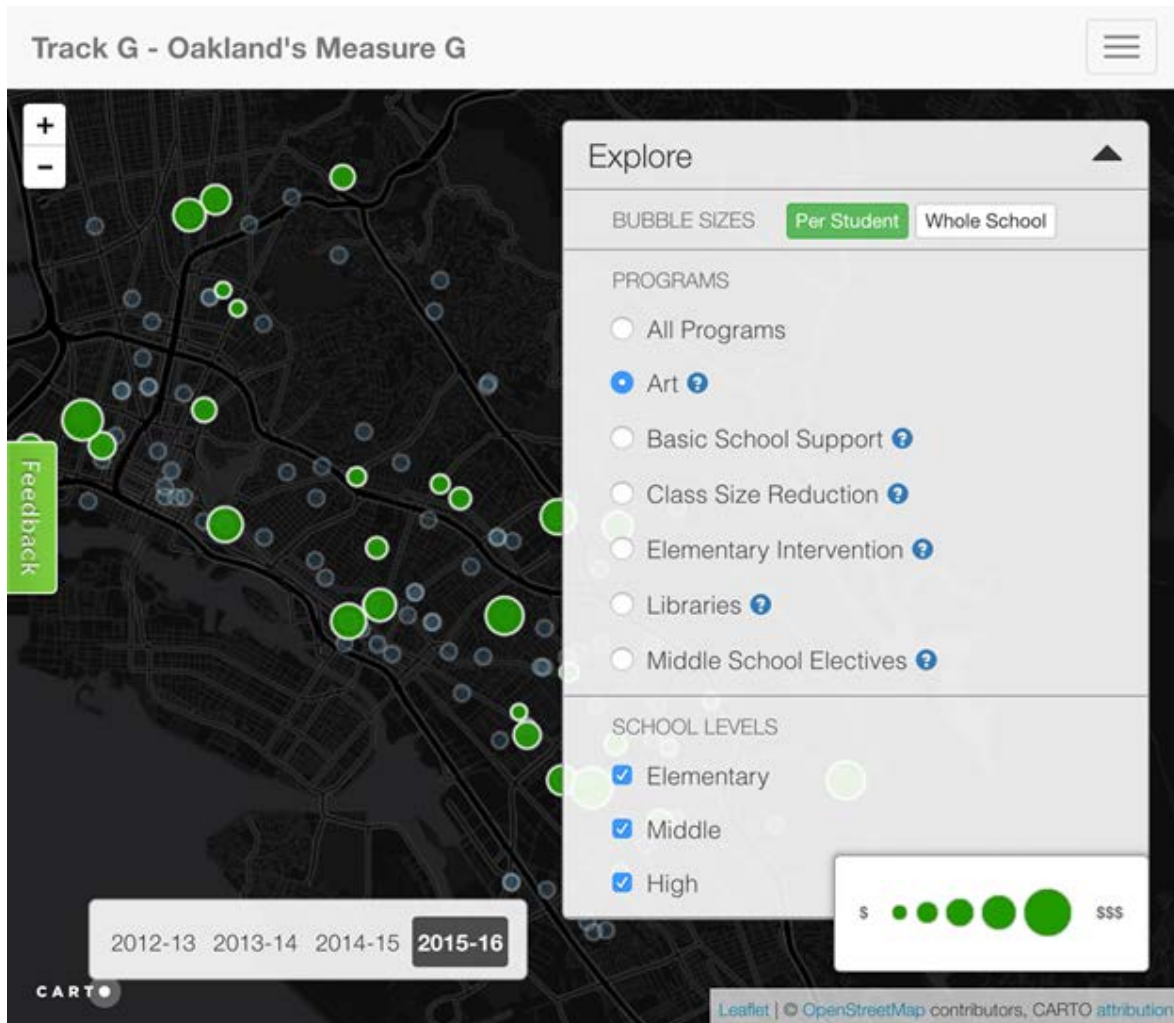 Track G - Oakland's Measure G
+
-
Explore
BUBBLE SIZES Per Student Whole School
PROGRAMS
All Programs
Art ?
Basic School Support ?
Class Size Reduction ?
Elementary Intervention ?
Libraries ?
Middle School Electives ?
SCHOOL LEVELS
Elementary
Middle
High
Feedback
$ $$$
2012-13 2013-14 2014-15 2015-16
CARTO
Leaflet | © OpenStreetMap contributors, CARTO attribution